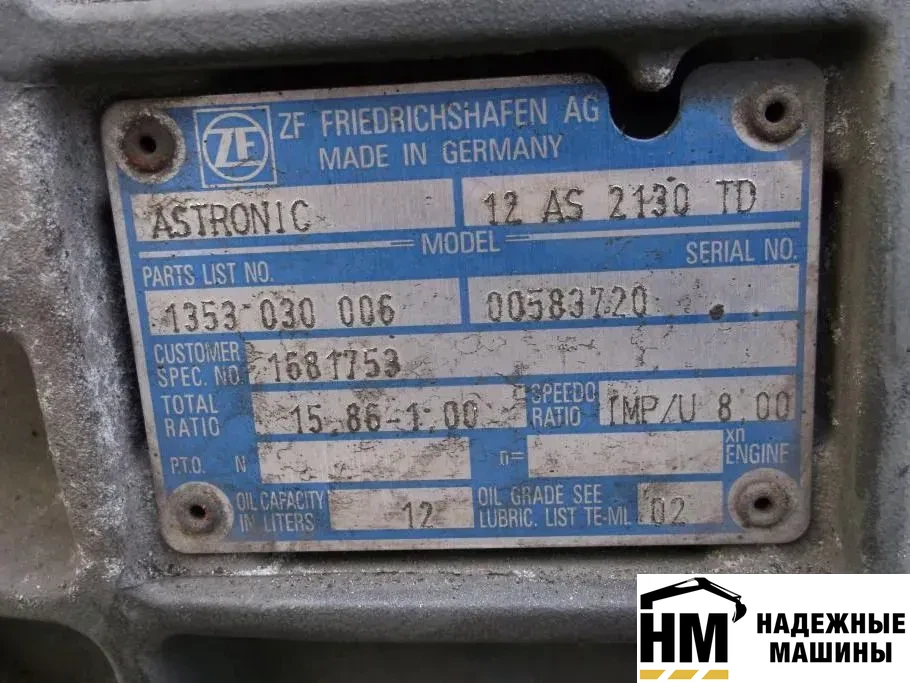 ZF
ZF FRIEDRICHSHAFEN AG
MADE IN GERMANY
ASTRONIC 12 AS 2130 TD
MODEL
PARTS LIST NO. SERIAL NO.
1353 030 006 00583720
CUSTOMER SPEC. NO. 1681753
TOTAL RATIO 15.86-1.00 SPEEDO RATIO IMP/U 8,00
P.T.O. N n= xn ENGINE
OIL CAPACITY IN LITERS 12 OIL GRADE SEE LUBRIC. LIST TE-ML 02
НМ НАДЕЖНЫЕ
МАШИНЫ